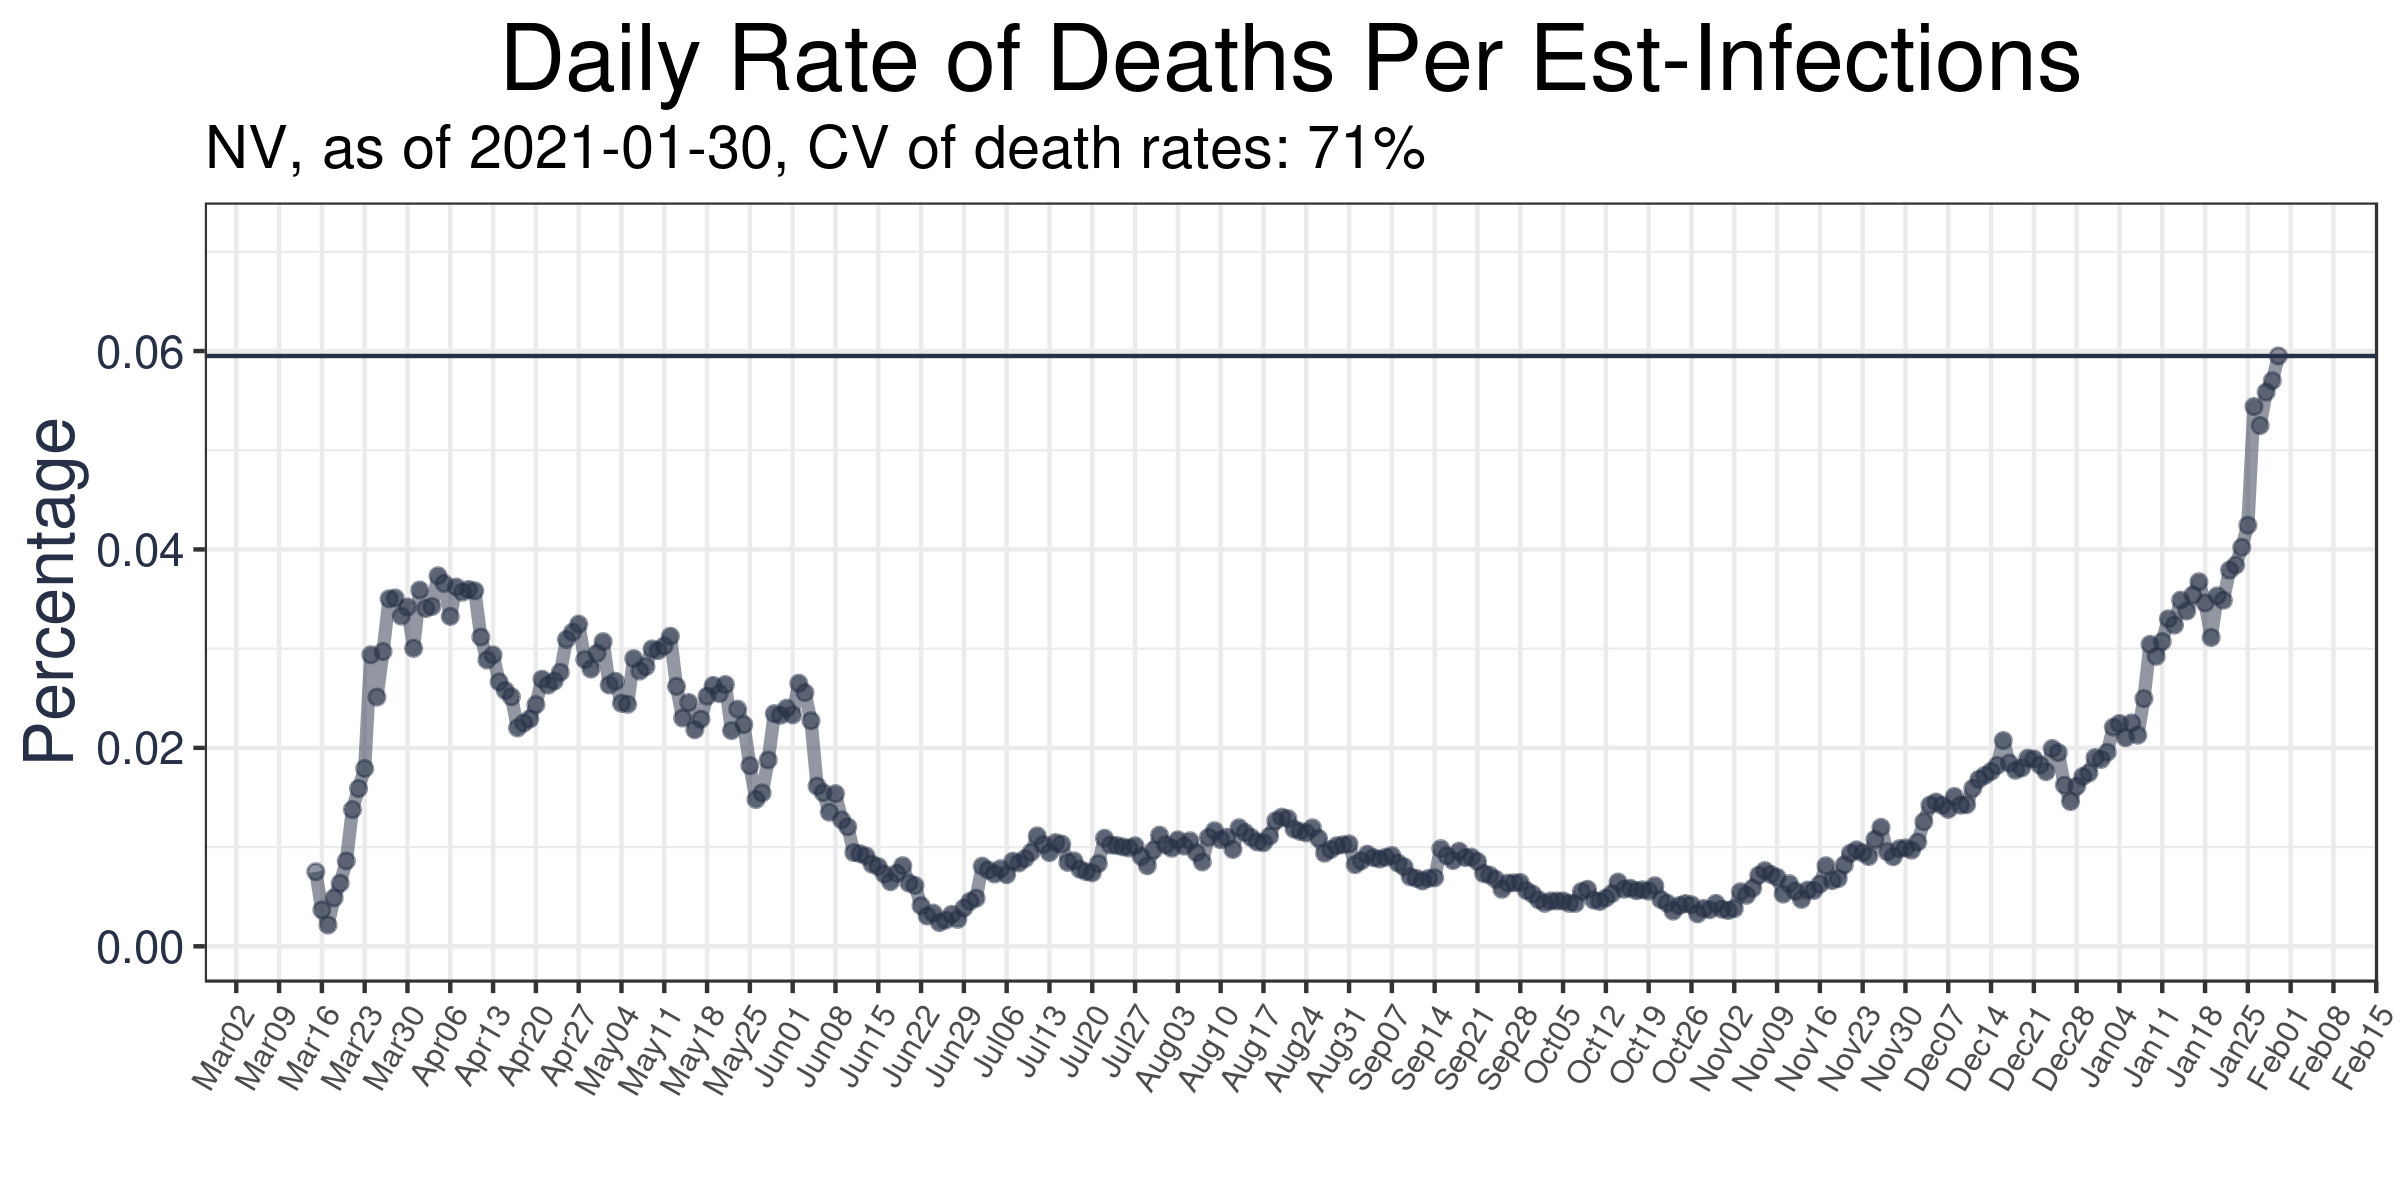 Daily Rate of Deaths Per Est-Infections
NV, as of 2021-01-30, CV of death rates: 71%
Percentage
0.06
0.04
0.02
0.00
Mar02
Mar09
Mar16
Mar23
Mar30
Apr06
Apr13
Apr20
Apr27
May04
May11
May18
May25
Jun01
Jun08
Jun15
Jun22
Jun29
Jul06
Jul13
Jul20
Jul27
Aug03
Aug10
Aug17
Aug24
Aug31
Sep07
Sep14
Sep21
Sep28
Oct05
Oct12
Oct19
Oct26
Nov02
Nov09
Nov16
Nov23
Nov30
Dec07
Dec14
Dec21
Dec28
Jan04
Jan11
Jan18
Jan25
Feb01
Feb08
Feb15